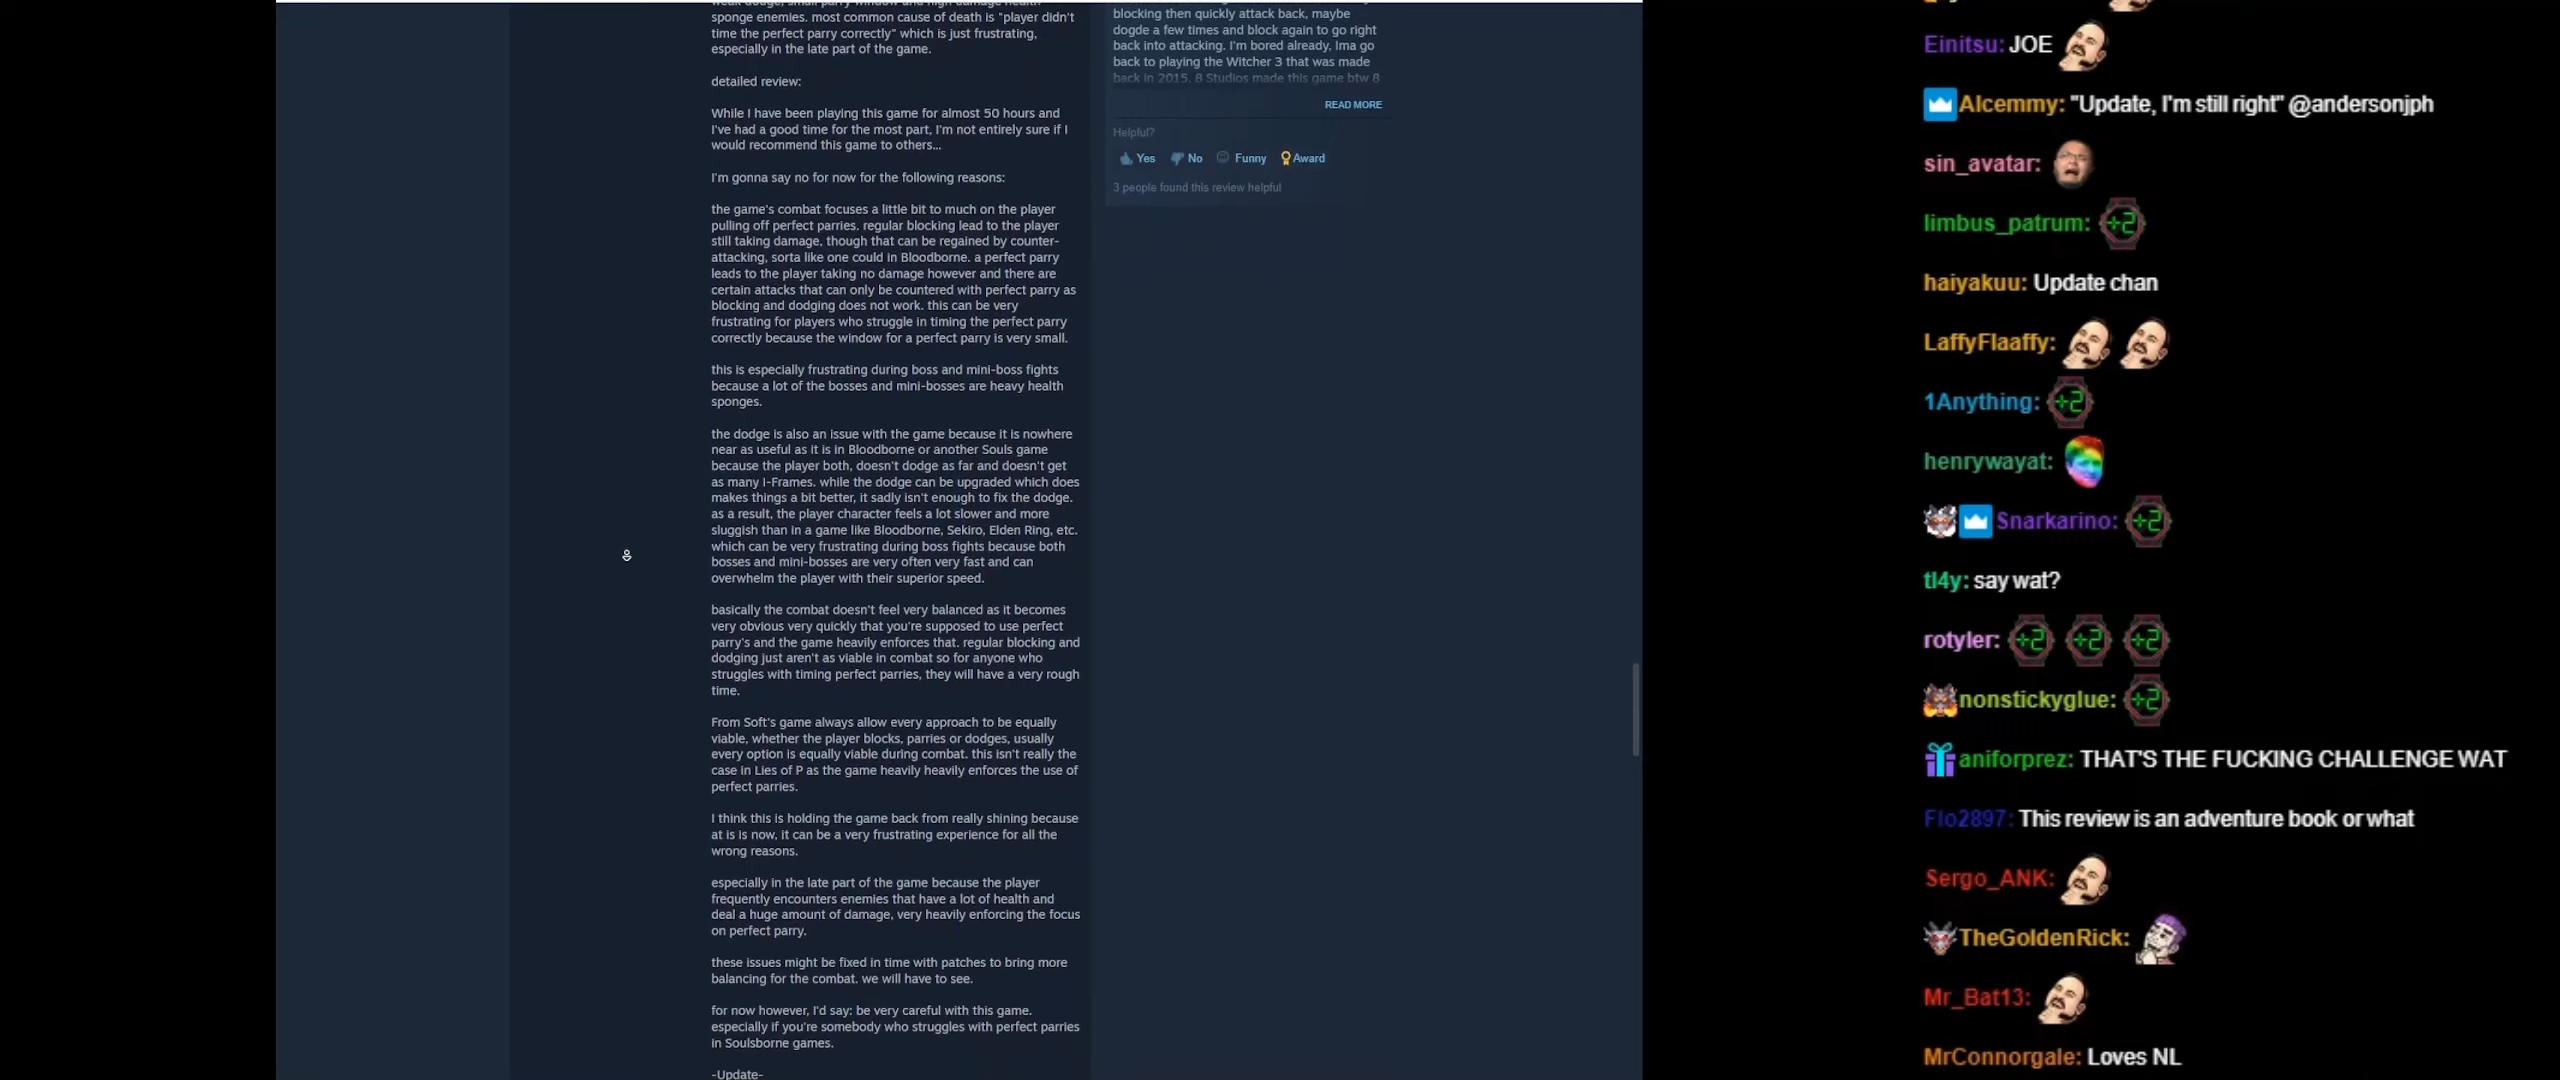 weak dodge, small parry window and high damage health
sponge enemies. most common cause of death is "player didn't
time the perfect parry correctly" which is just frustrating,
especially in the late part of the game.
detailed review:
While I have been playing this game for almost 50 hours and
I've had a good time for the most part, I'm not entirely sure if I
would recommend this game to others...
I'm gonna say no for now for the following reasons:
the game's combat focuses a little bit to much on the player
pulling off perfect parries. regular blocking lead to the player
still taking damage, though that can be regained by counter-
attacking, sorta like one could in Bloodborne. a perfect parry
leads to the player taking no damage however and there are
certain attacks that can only be countered with perfect parry as
blocking and dodging does not work. this can be very
frustrating for players who struggle in timing the perfect parry
correctly because the window for a perfect parry is very small.
this is especially frustrating during boss and mini-boss fights
because a lot of the bosses and mini-bosses are heavy health
sponges.
the dodge is also an issue with the game because it is nowhere
near as useful as it is in Bloodborne or another Souls game
because the player both, doesn't dodge as far and doesn't get
as many I-Frames. while the dodge can be upgraded which does
makes things a bit better, it sadly isn't enough to fix the dodge.
as a result, the player character feels a lot slower and more
sluggish than in a game like Bloodborne, Sekiro, Elden Ring, etc.
which can be very frustrating during boss fights because both
bosses and mini-bosses are very often very fast and can
overwhelm the player with their superior speed.
basically the combat doesn't feel very balanced as it becomes
very obvious very quickly that you're supposed to use perfect
parry's and the game heavily enforces that. regular blocking and
dodging just aren't as viable in combat so for anyone who
struggles with timing perfect parries, they will have a very rough
time.
From Soft's game always allow every approach to be equally
viable, whether the player blocks, parries or dodges, usually
every option is equally viable during combat. this isn't really the
case in Lies of P as the game heavily heavily enforces the use of
perfect parries.
I think this is holding the game back from really shining because
at is is now, it can be a very frustrating experience for all the
wrong reasons.
especially in the late part of the game because the player
frequently encounters enemies that have a lot of health and
deal a huge amount of damage, very heavily enforcing the focus
on perfect parry.
these issues might be fixed in time with patches to bring more
balancing for the combat. we will have to see.
for now however, I'd say: be very careful with this game.
especially if you're somebody who struggles with perfect parries
in Soulsborne games.
-Update-
blocking then quickly attack back, maybe
dogde a few times and block again to go right
back into attacking. I'm bored already, Ima go
back to playing the Witcher 3 that was made
back in 2015. 8 Studios made this game btw 8
READ MORE
Helpful?
Yes No Funny Award
3 people found this review helpful
Einitsu: JOE
Alcemmy: "Update, I'm still right" @andersonjph
sin_avatar:
limbus_patrum: +2
haiyakuu: Update chan
LaffyFlaaffy:
1Anything: +2
henrywayat:
Snarkarino: +2
tl4y: say wat?
rotyler: +2 +2 +2
nonstickyglue: +2
aniforprez: THAT'S THE FUCKING CHALLENGE WAT
Flo2897: This review is an adventure book or what
Sergo_ANK:
TheGoldenRick:
Mr_Bat13:
MrConnorgale: Loves NL